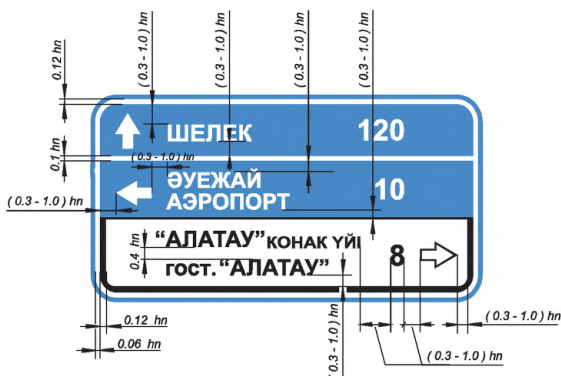 ( 0.3 - 1.0 ) hn
( 0.3 - 1.0 ) hn
( 0.3 - 1.0 ) hn
( 0.3 - 1.0 ) hn
0.12 hn
ШЕЛЕК 120
0.1 hn
( 0.3 - 1.0 ) hn
ӘУЕЖАЙ
АЭРОПОРТ 10
( 0.3 - 1.0 ) hn
“АЛАТАУ” КОНАК ҮЙІ
0.4 hn
гост. “АЛАТАУ” 8
0.12 hn
( 0.3 - 1.0 ) hn
0.06 hn
( 0.3 - 1.0 ) hn
( 0.3 - 1.0 ) hn